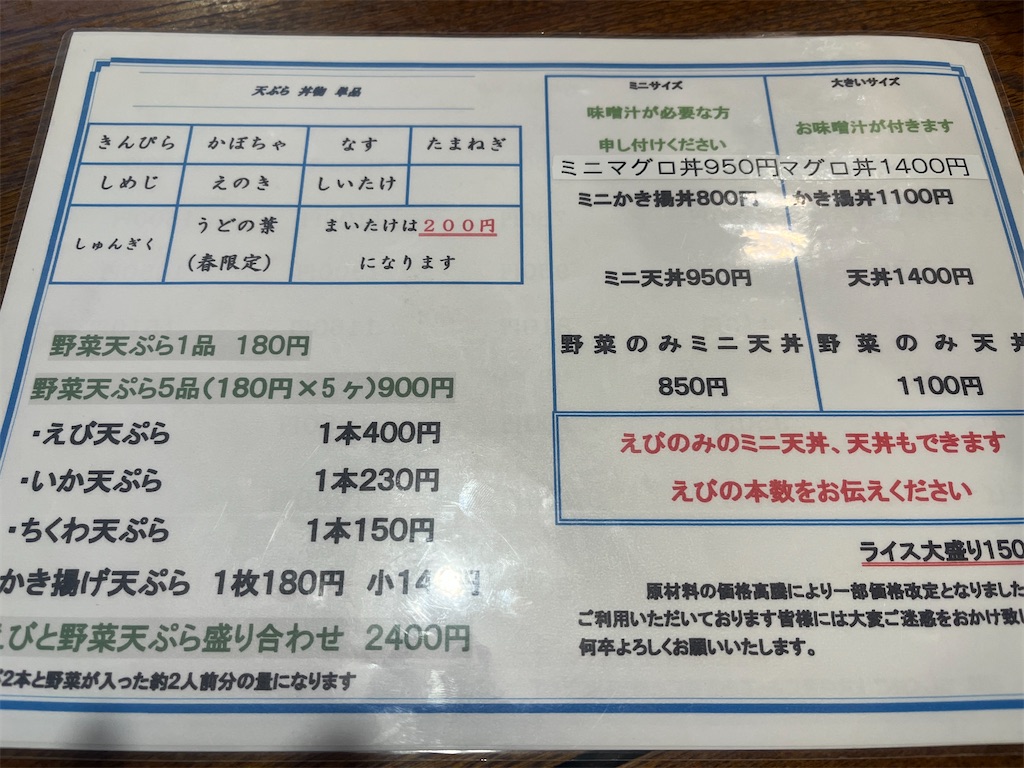 天ぷら 丼物 単品
きんぴら かぼちゃ なす たまねぎ
しめじ えのき しいたけ
しゅんぎく うどの葉 (春限定) まいたけは200円 になります
野菜天ぷら1品 180円
野菜天ぷら5品(180円×5ヶ)900円
・えび天ぷら 1本400円
・いか天ぷら 1本230円
・ちくわ天ぷら 1本150円
かき揚げ天ぷら 1枚180円 小14 円
えびと野菜天ぷら盛り合わせ 2400円
2本と野菜が入った約2人前分の量になります
ミニサイズ
味噌汁が必要な方
申し付けください
ミニマグロ丼950円
ミニかき揚丼800円
ミニ天丼950円
野菜のみミニ天丼
850円
大きいサイズ
お味噌汁が付きます
マグロ丼1400円
かき揚丼1100円
天丼1400円
野菜のみ天丼
1100円
えびのみのミニ天丼、天丼もできます
えびの本数をお伝えください
ライス大盛り150
原材料の価格高騰により一部価格改定となりました
ご利用いただいております皆様には大変ご迷惑をおかけ致し
何卒よろしくお願いいたします。